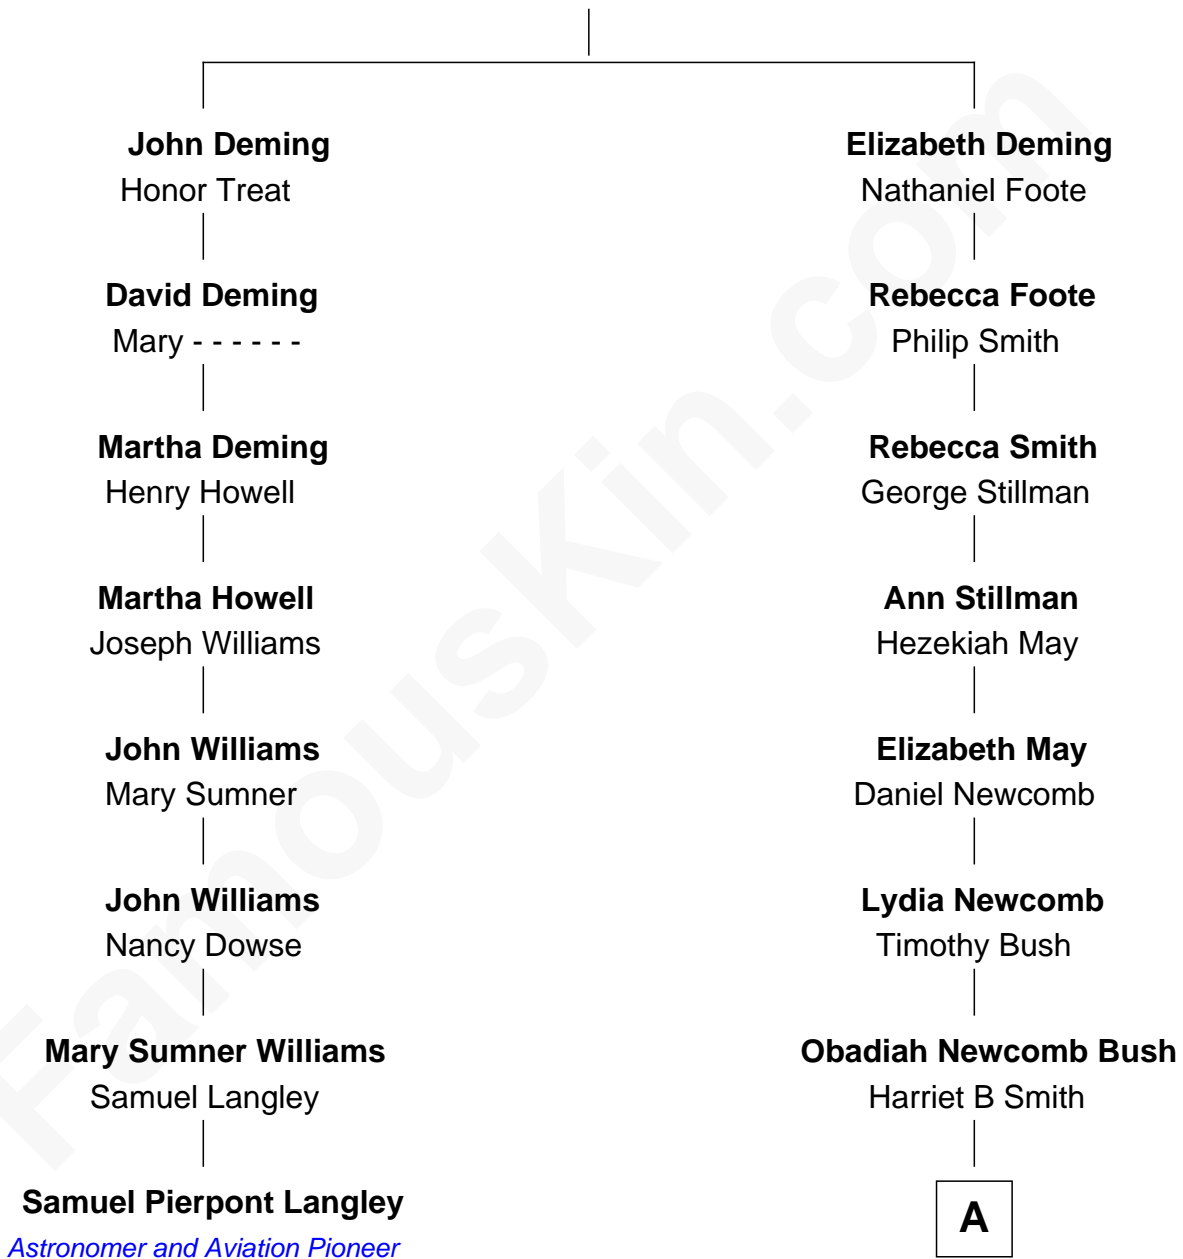 John Deming
Honor Treat
David Deming
Mary - - - - - -
Martha Deming
Henry Howell
Martha Howell
Joseph Williams
John Williams
Mary Sumner
John Williams
Nancy Dowse
Mary Sumner Williams
Samuel Langley
Samuel Pierpont Langley
Astronomer and Aviation Pioneer
Elizabeth Deming
Nathaniel Foote
Rebecca Foote
Philip Smith
Rebecca Smith
George Stillman
Ann Stillman
Hezekiah May
Elizabeth May
Daniel Newcomb
Lydia Newcomb
Timothy Bush
Obadiah Newcomb Bush
Harriet B Smith
A
FamousKin.com